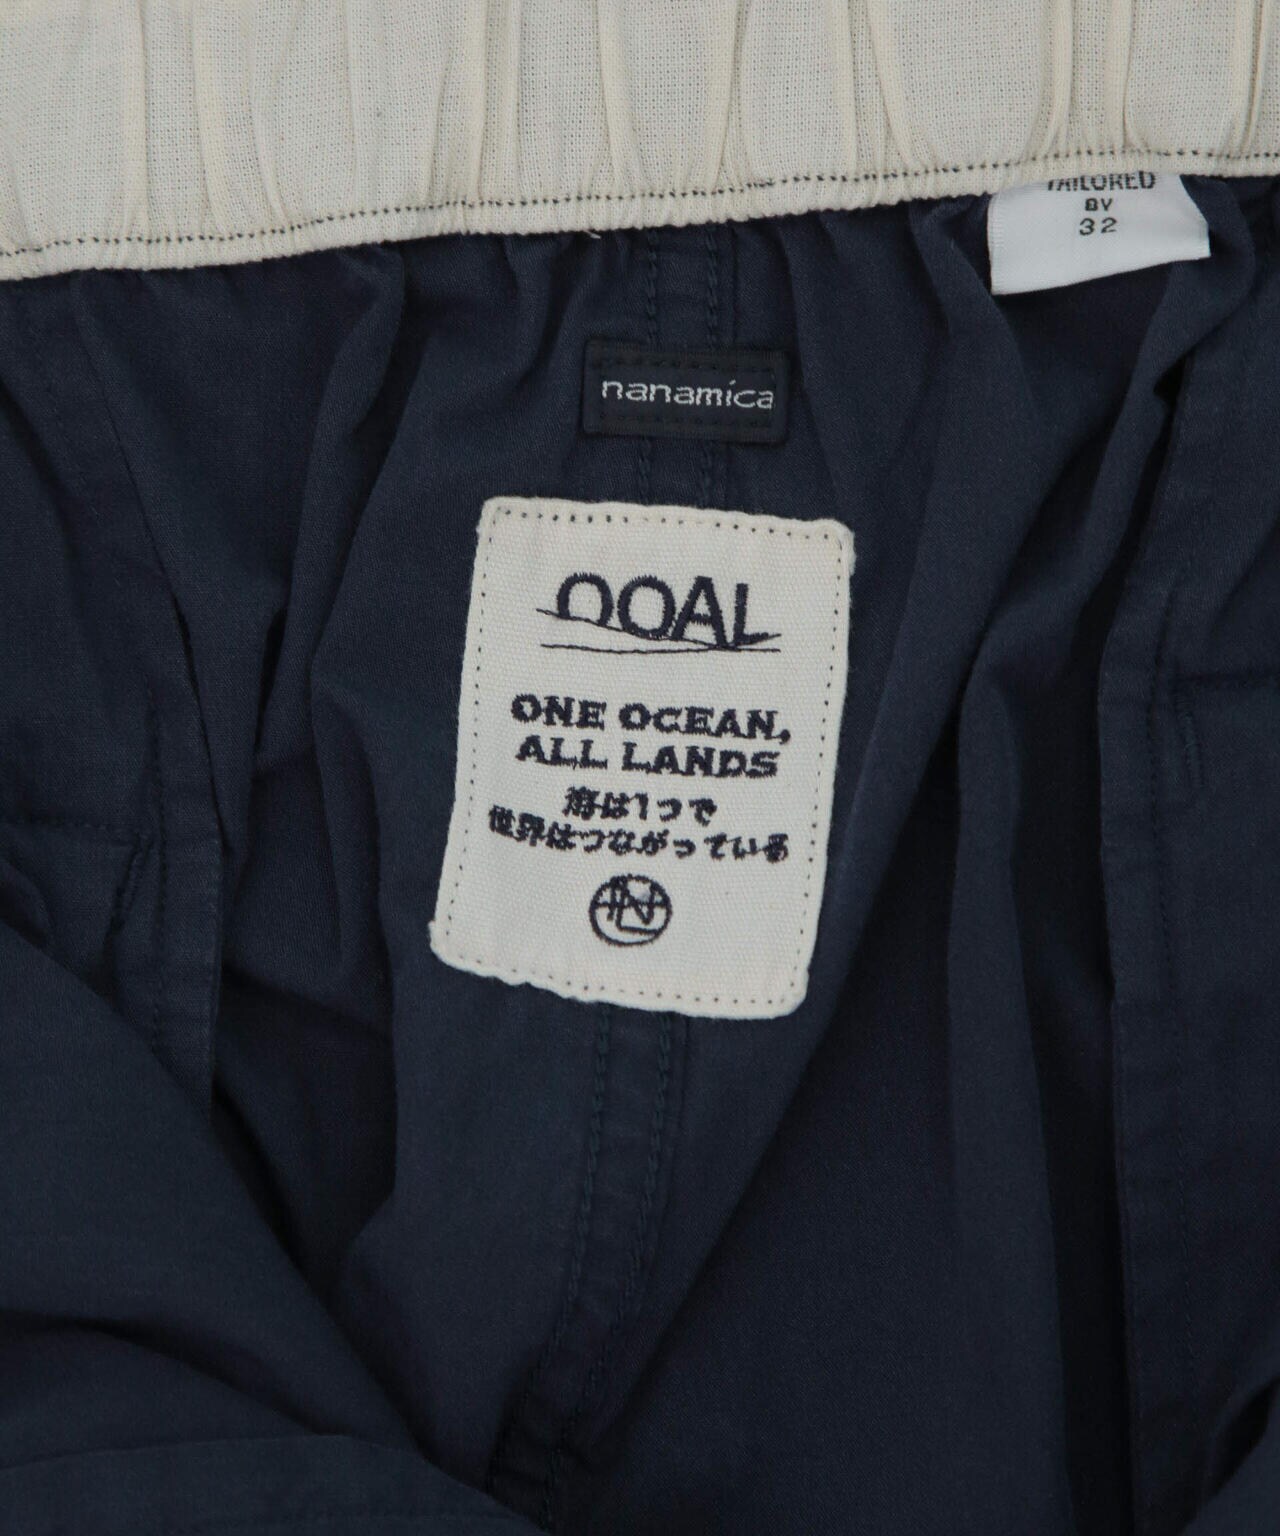 TAILORED
BY
32
nanamica
OOAL
ONE OCEAN,
ALL LANDS
海は1つで
世界はつながっている